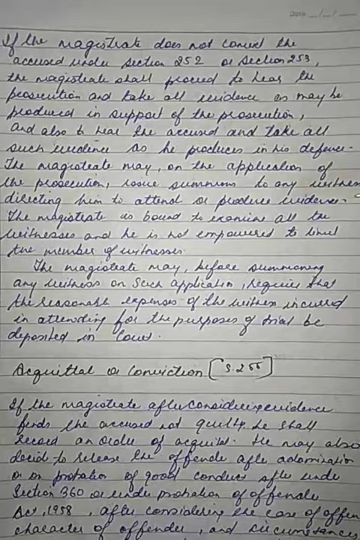 If the magistrate does not convict the
accused under section 252 or section 253,
the magistrate shall proceed to hear the
prosecution and take all evidence as may be
produced in support of the prosecution,
and also to hear the accused and take all
such evidence as he produces in his defence.
The magistrate may, on the application of
the prosecution, issue summons to any witness
directing him to attend or produce evidence.
The magistrate is bound to examine all the
witnesses and he is not empowered to limit
the number of witnesses.
The magistrate may, before summoning
any witness on such application, require that
the reasonable expenses of the witness incurred
in attending for the purposes of trial be
deposited in Court.
Acquittal or Conviction [S.255]
If the magistrate after considering evidence
finds the accused not guilty, he shall
record an order of acquittal. He may also
decide to release the offender after admonition
or on probation of good conduct after under
Section 360 or under probation of offender
Act, 1958, after considering the case of offen
character of offender, and circumstances